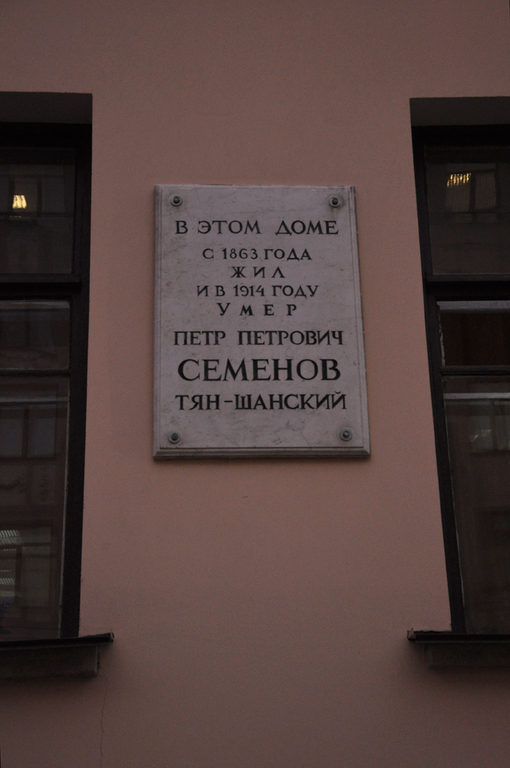 В ЭТОМ ДОМЕ
С 1863 ГОДА
ЖИЛ
И В 1914 ГОДУ
УМЕР
ПЕТР ПЕТРОВИЧ
СЕМЕНОВ
ТЯН-ШАНСКИЙ